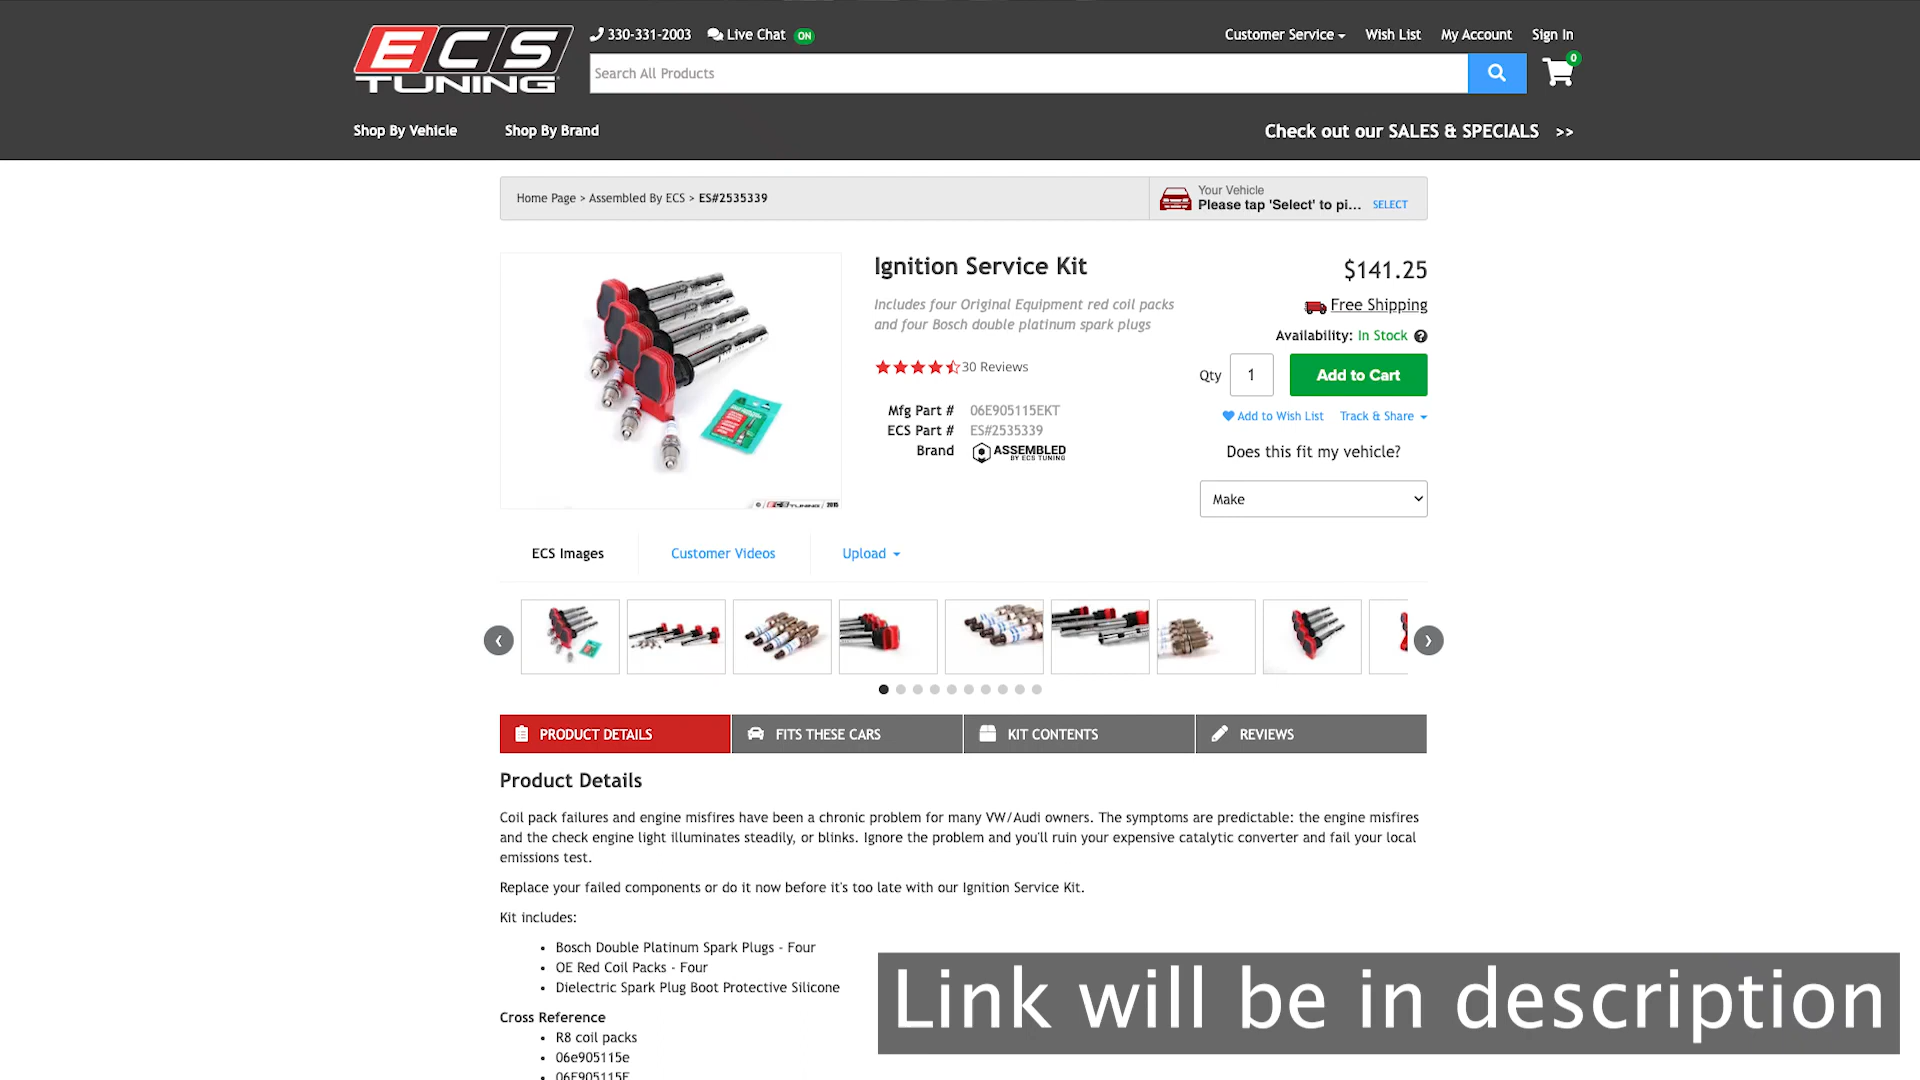 ECS
TUNING
330-331-2003
Live Chat
ON
Customer Service
Wish List
My Account
Sign In
Search All Products
0
Shop By Vehicle
Shop By Brand
Check out our SALES & SPECIALS >>
Home Page > Assembled By ECS > ES#2535339
Your Vehicle
Please tap 'Select' to pi...
SELECT
Ignition Service Kit
$141.25
Includes four Original Equipment red coil packs
and four Bosch double platinum spark plugs
Free Shipping
Availability: In Stock
30 Reviews
Qty
1
Add to Cart
Mfg Part # 06E905115EKT
ECS Part # ES#2535339
Brand
ASSEMBLED
BY ECS TUNING
Add to Wish List
Track & Share
Does this fit my vehicle?
Make
© / ECS TUNING / 2015
ECS Images
Customer Videos
Upload
PRODUCT DETAILS
FITS THESE CARS
KIT CONTENTS
REVIEWS
Product Details
Coil pack failures and engine misfires have been a chronic problem for many VW/Audi owners. The symptoms are predictable: the engine misfires
and the check engine light illuminates steadily, or blinks. Ignore the problem and you'll ruin your expensive catalytic converter and fail your local
emissions test.
Replace your failed components or do it now before it's too late with our Ignition Service Kit.
Kit includes:
• Bosch Double Platinum Spark Plugs - Four
• OE Red Coil Packs - Four
• Dielectric Spark Plug Boot Protective Silicone
Cross Reference
• R8 coil packs
• 06e905115e
• 06E905115E
Link will be in description